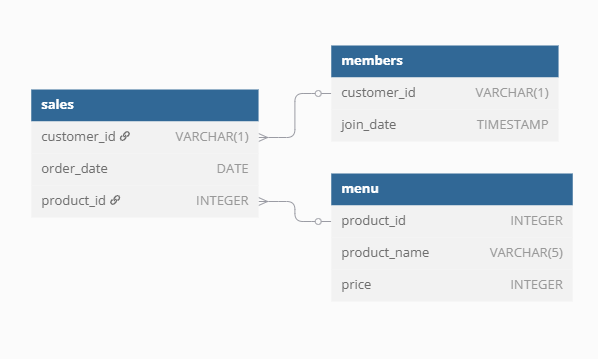 sales
customer_id VARCHAR(1)
order_date DATE
product_id INTEGER
members
customer_id VARCHAR(1)
join_date TIMESTAMP
menu
product_id INTEGER
product_name VARCHAR(5)
price INTEGER